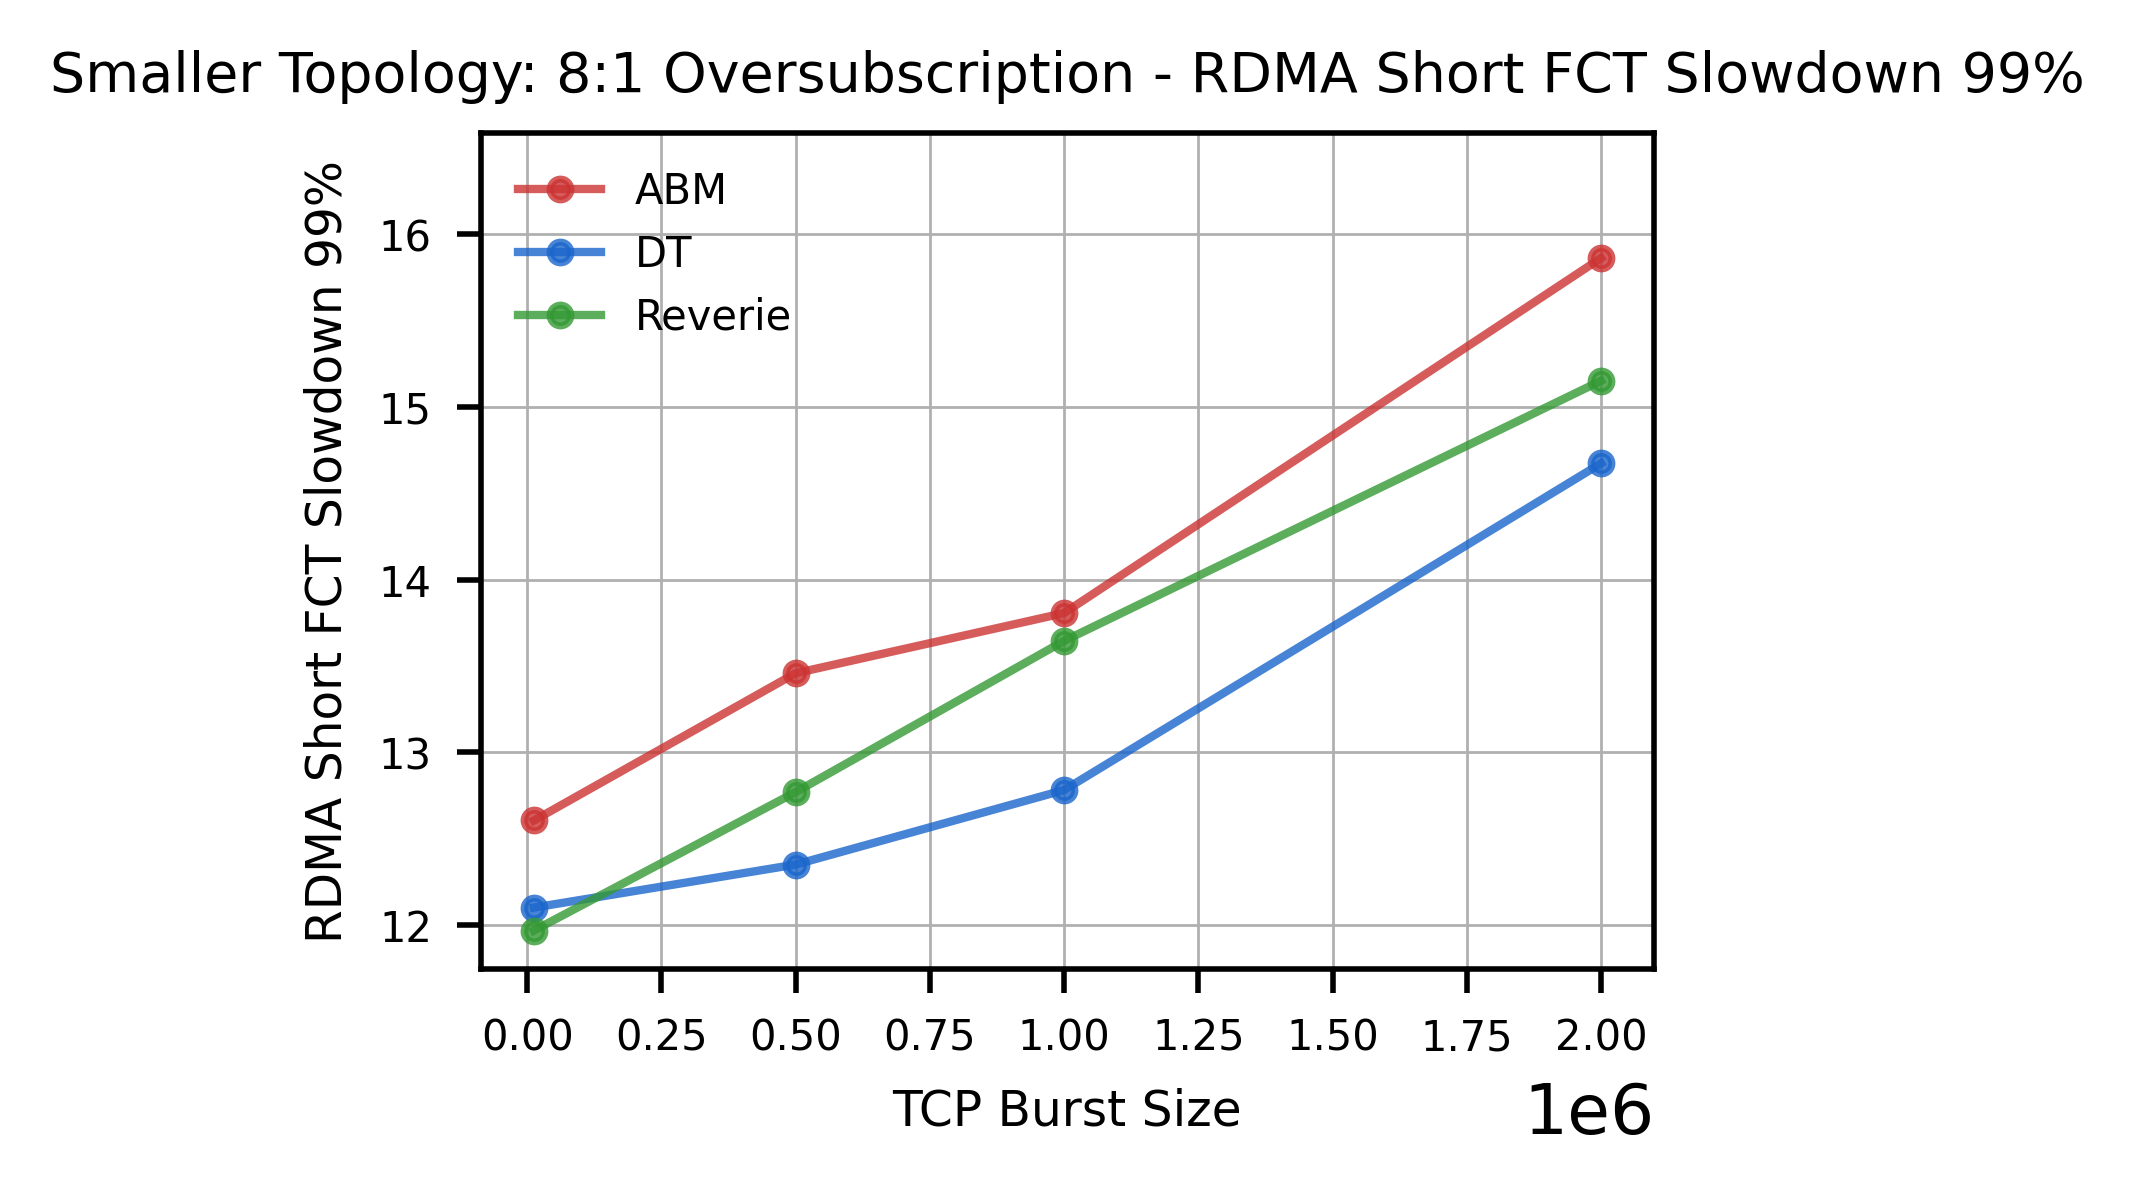 Smaller Topology: 8:1 Oversubscription - RDMA Short FCT Slowdown 99%
RDMA Short FCT Slowdown 99%
ABM
DT
Reverie
16
15
14
13
12
0.00 0.25 0.50 0.75 1.00 1.25 1.50 1.75 2.00
TCP Burst Size
1e6